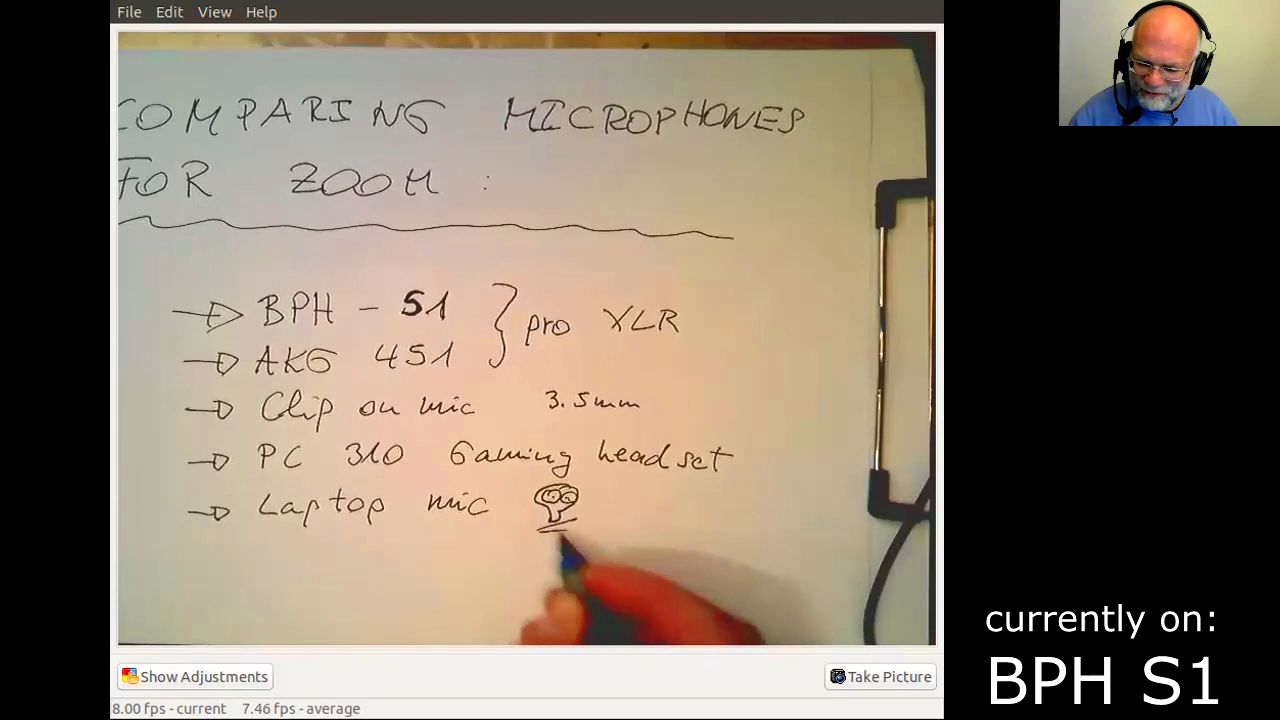 File Edit View Help
COMPARING MICROPHONES
FOR ZOOM :
BPH - S1
AKG 451
} pro XLR
Clip on mic 3.5mm
PC 310 Gaming headset
Laptop mic
Show Adjustments
Take Picture
8.00 fps - current 7.46 fps - average
currently on:
BPH S1